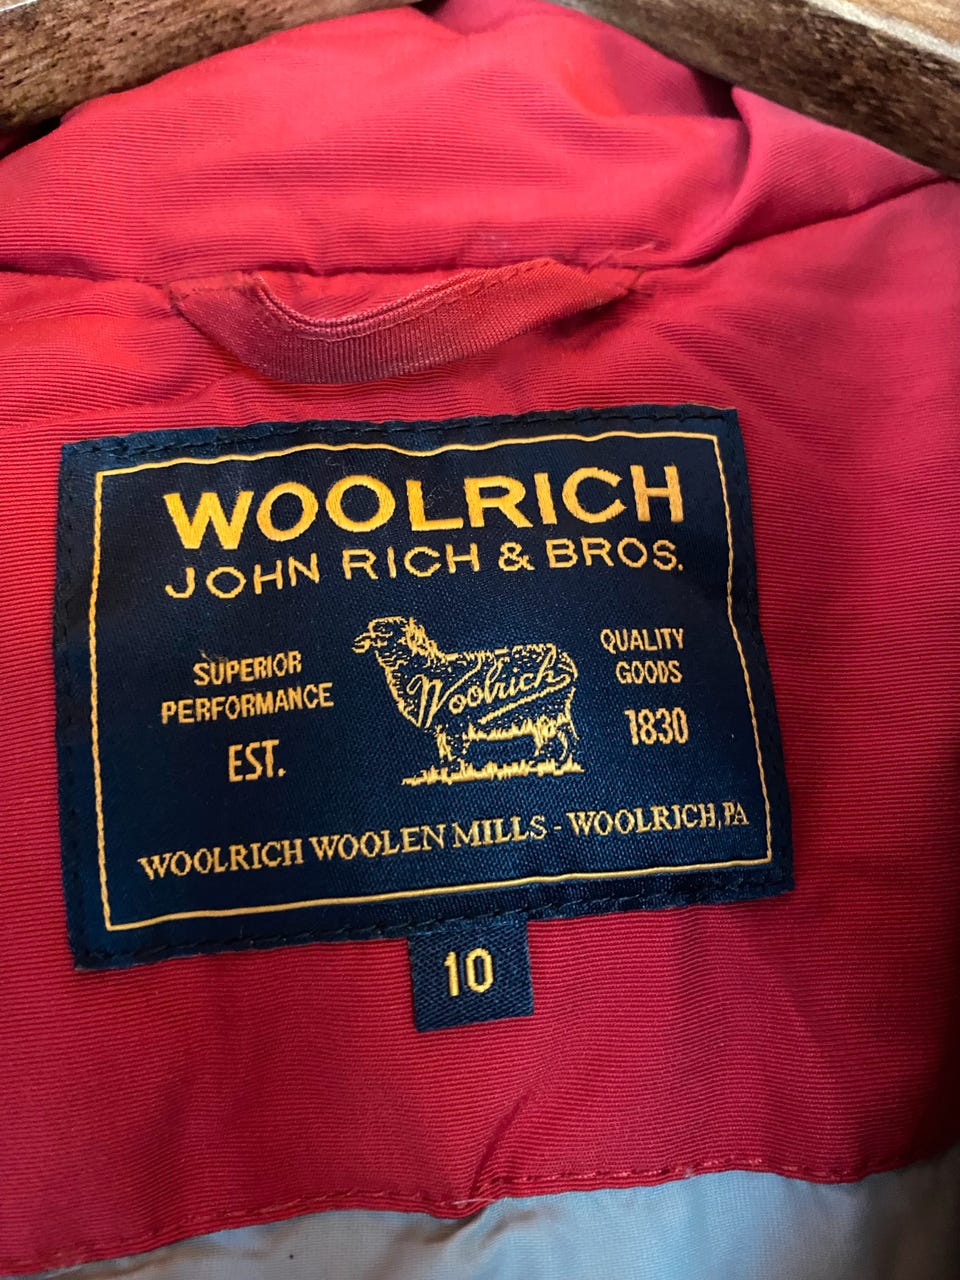 WOOLRICH
JOHN RICH & BROS.
SUPERIOR
PERFORMANCE
EST.
Woolrich
QUALITY
GOODS
1830
WOOLRICH WOOLEN MILLS - WOOLRICH, PA
10